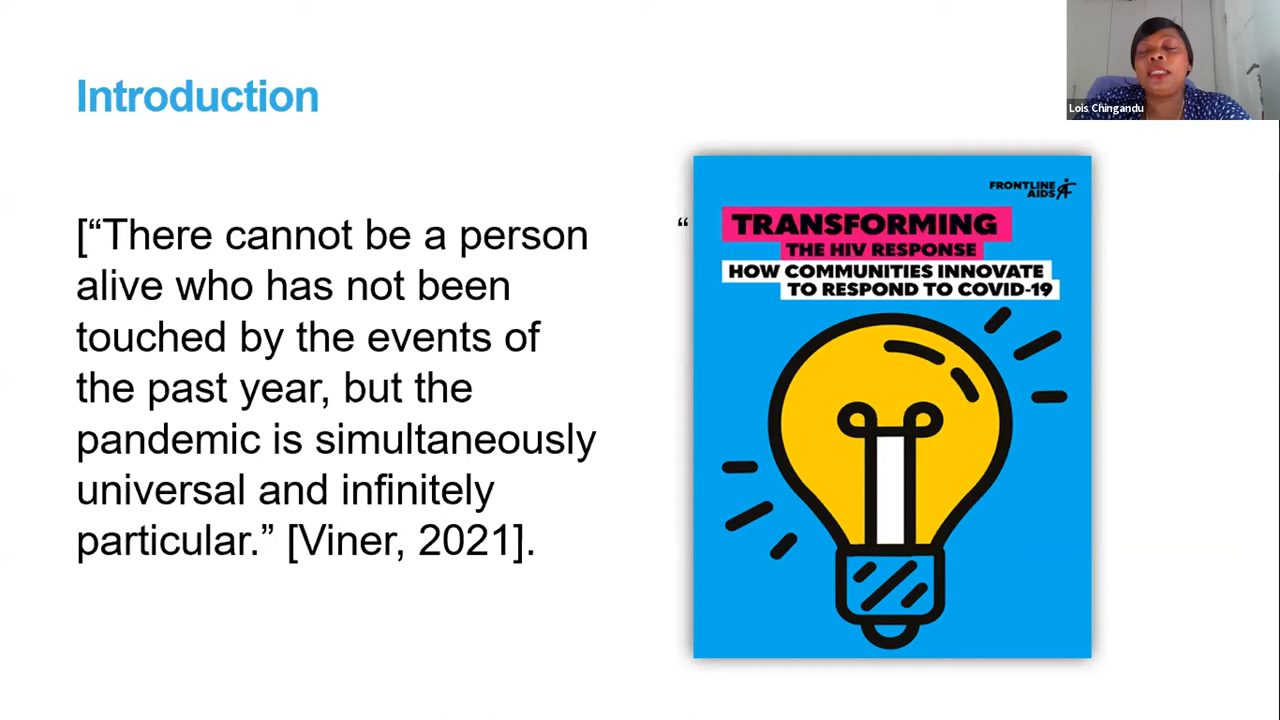 Introduction
[“There cannot be a person
alive who has not been
touched by the events of
the past year, but the
pandemic is simultaneously
universal and infinitely
particular.” [Viner, 2021].
“
FRONTLINE
AIDS
TRANSFORMING
THE HIV RESPONSE
HOW COMMUNITIES INNOVATE
TO RESPOND TO COVID-19
Lois Chingandu